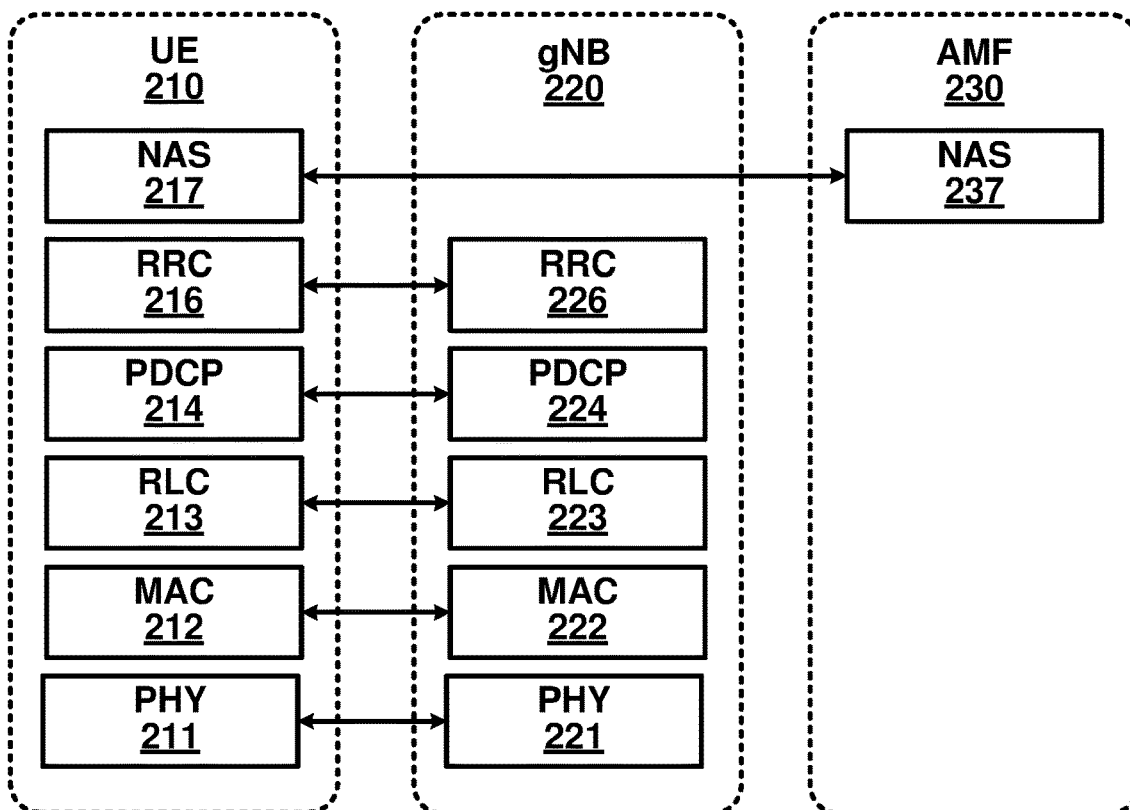 UE
210
gNB
220
AMF
230
NAS
217
NAS
237
RRC
216
RRC
226
PDCP
214
PDCP
224
RLC
213
RLC
223
MAC
212
MAC
222
PHY
211
PHY
221